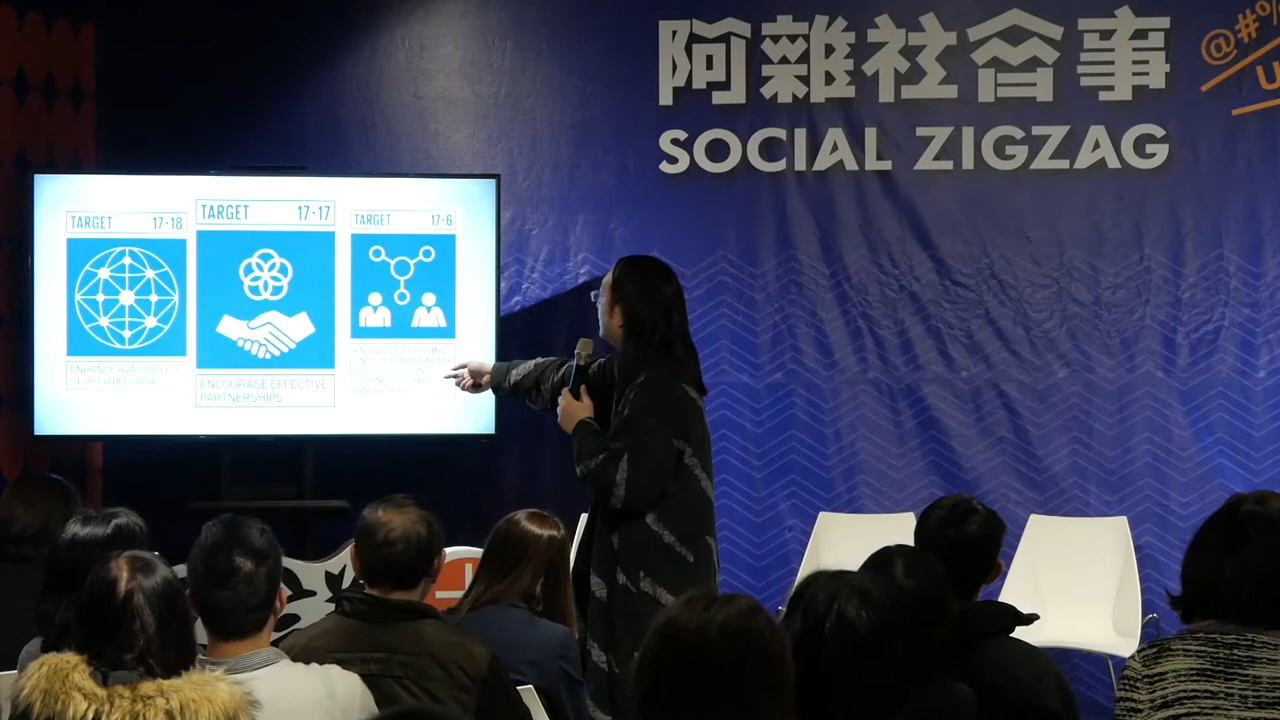 阿雜社會事
SOCIAL ZIGZAG
@#%
U
TARGET 17·18
TARGET 17·17
TARGET 17·6
ENHANCE AVAILABILITY
OF RELIABLE DATA
ENCOURAGE EFFECTIVE
PARTNERSHIPS